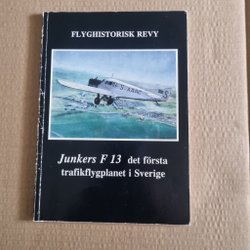 FLYGHISTORISK REVY
Junkers F 13 det första
trafikflygplanet i Sverige